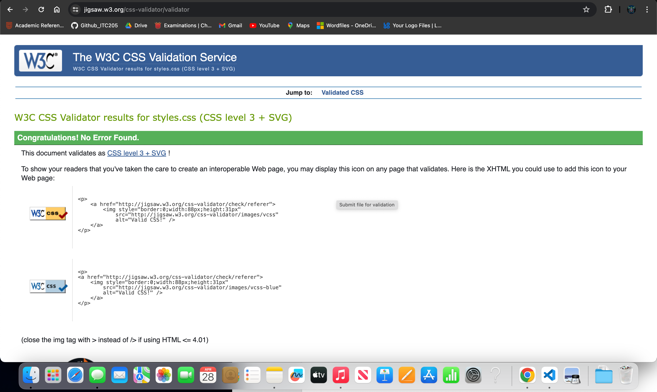 jigsaw.w3.org/css-validator/validator
Academic Referen...
Github_ITC205
Drive
Examinations | Ch...
Gmail
YouTube
Maps
Wordfiles - OneDri...
Your Logo Files | L...
W3C
The W3C CSS Validation Service
W3C CSS Validator results for styles.css (CSS level 3 + SVG)
Jump to:
Validated CSS
W3C CSS Validator results for styles.css (CSS level 3 + SVG)
Congratulations! No Error Found.
This document validates as CSS level 3 + SVG !
To show your readers that you've taken the care to create an interoperable Web page, you may display this icon on any page that validates. Here is the XHTML you could use to add this icon to your
Web page:
W3C css
<p>
<a href="http://jigsaw.w3.org/css-validator/check/referer">
<img style="border:0;width:88px;height:31px"
src="http://jigsaw.w3.org/css-validator/images/vcss"
alt="Valid CSS!" />
</a>
</p>
Submit file for validation
W3C css
<p>
<a href="http://jigsaw.w3.org/css-validator/check/referer">
<img style="border:0;width:88px;height:31px"
src="http://jigsaw.w3.org/css-validator/images/vcss-blue"
alt="Valid CSS!" />
</a>
</p>
(close the img tag with > instead of /> if using HTML <= 4.01)
28
tv